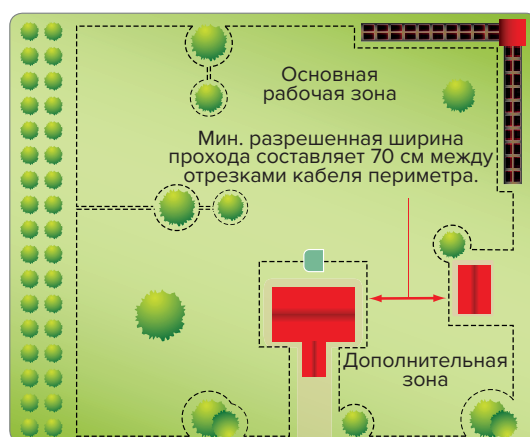 Основная
рабочая зона
Мин. разрешенная ширина
прохода составляет 70 см между
отрезками кабеля периметра.
Дополнительная
зона